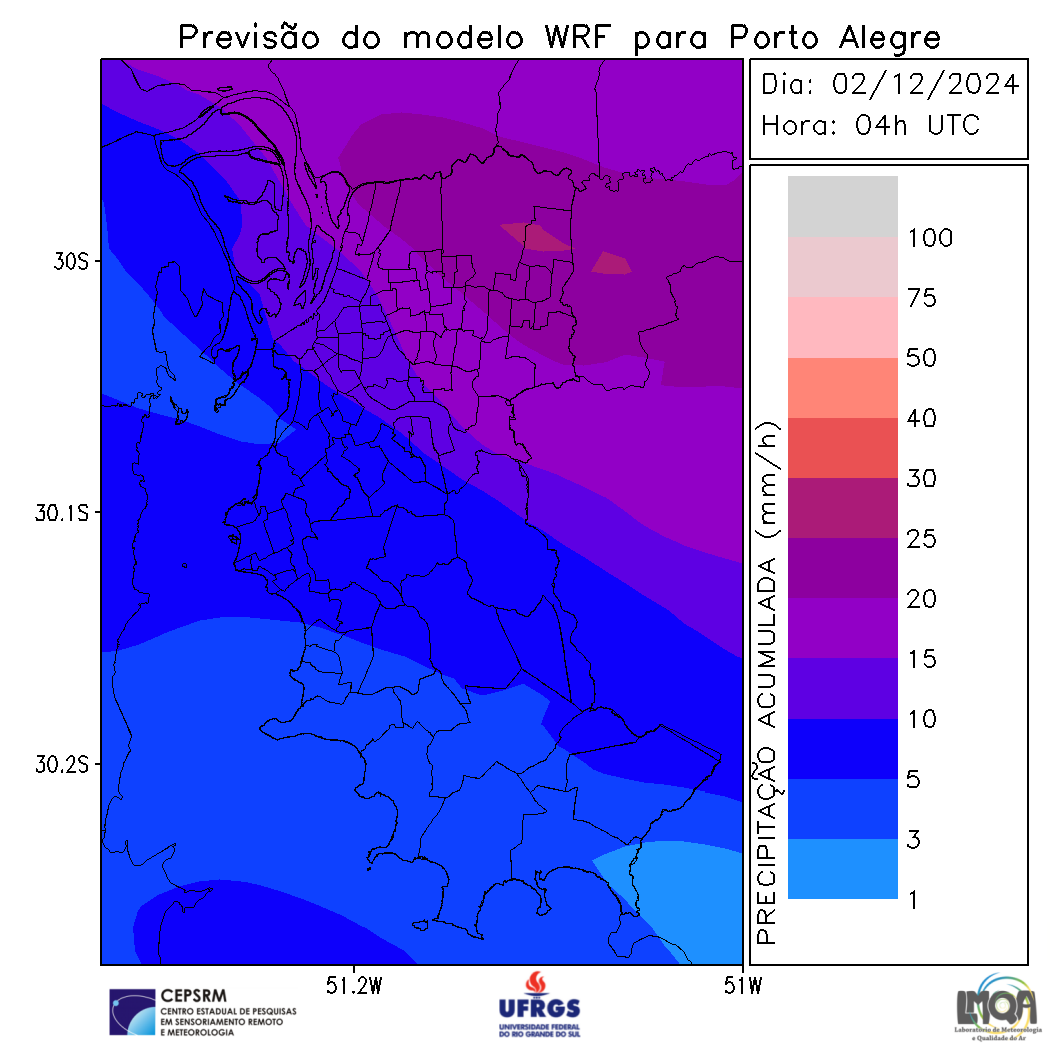 Previsão do modelo WRF para Porto Alegre
Dia: 02/12/2024
Hora: 04h UTC
30S
30.1S
30.2S
51.2W
51W
PRECIPITAÇÃO ACUMULADA (mm/h)
100
75
50
40
30
25
20
15
10
5
3
1
CEPSRM
CENTRO ESTADUAL DE PESQUISAS
EM SENSORIAMENTO REMOTO
E METEOROLOGIA
UFRGS
UNIVERSIDADE FEDERAL
DO RIO GRANDE DO SUL
LMQA
Laboratório de Meteorologia
e Qualidade do Ar